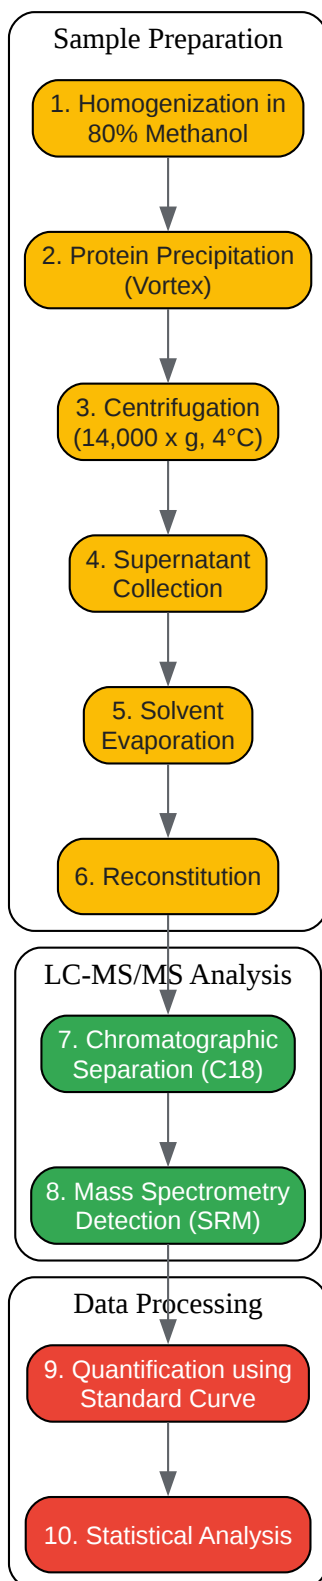 Sample Preparation
1. Homogenization in
80% Methanol
2. Protein Precipitation
(Vortex)
3. Centrifugation
(14,000 x g, 4°C)
4. Supernatant
Collection
5. Solvent
Evaporation
6. Reconstitution
LC-MS/MS Analysis
7. Chromatographic
Separation (C18)
8. Mass Spectrometry
Detection (SRM)
Data Processing
9. Quantification using
Standard Curve
10. Statistical Analysis